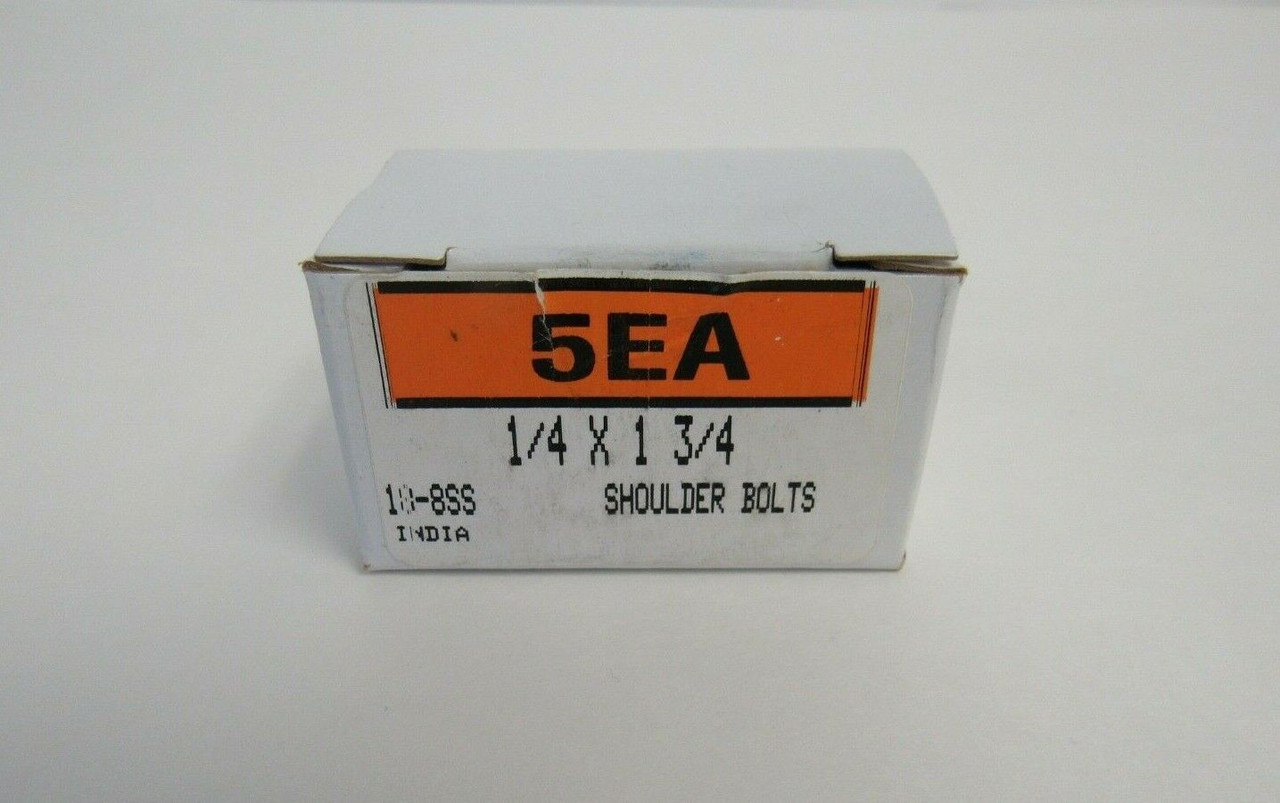 5EA
1/4 X 1 3/4
18-8SS SHOULDER BOLTS
INDIA